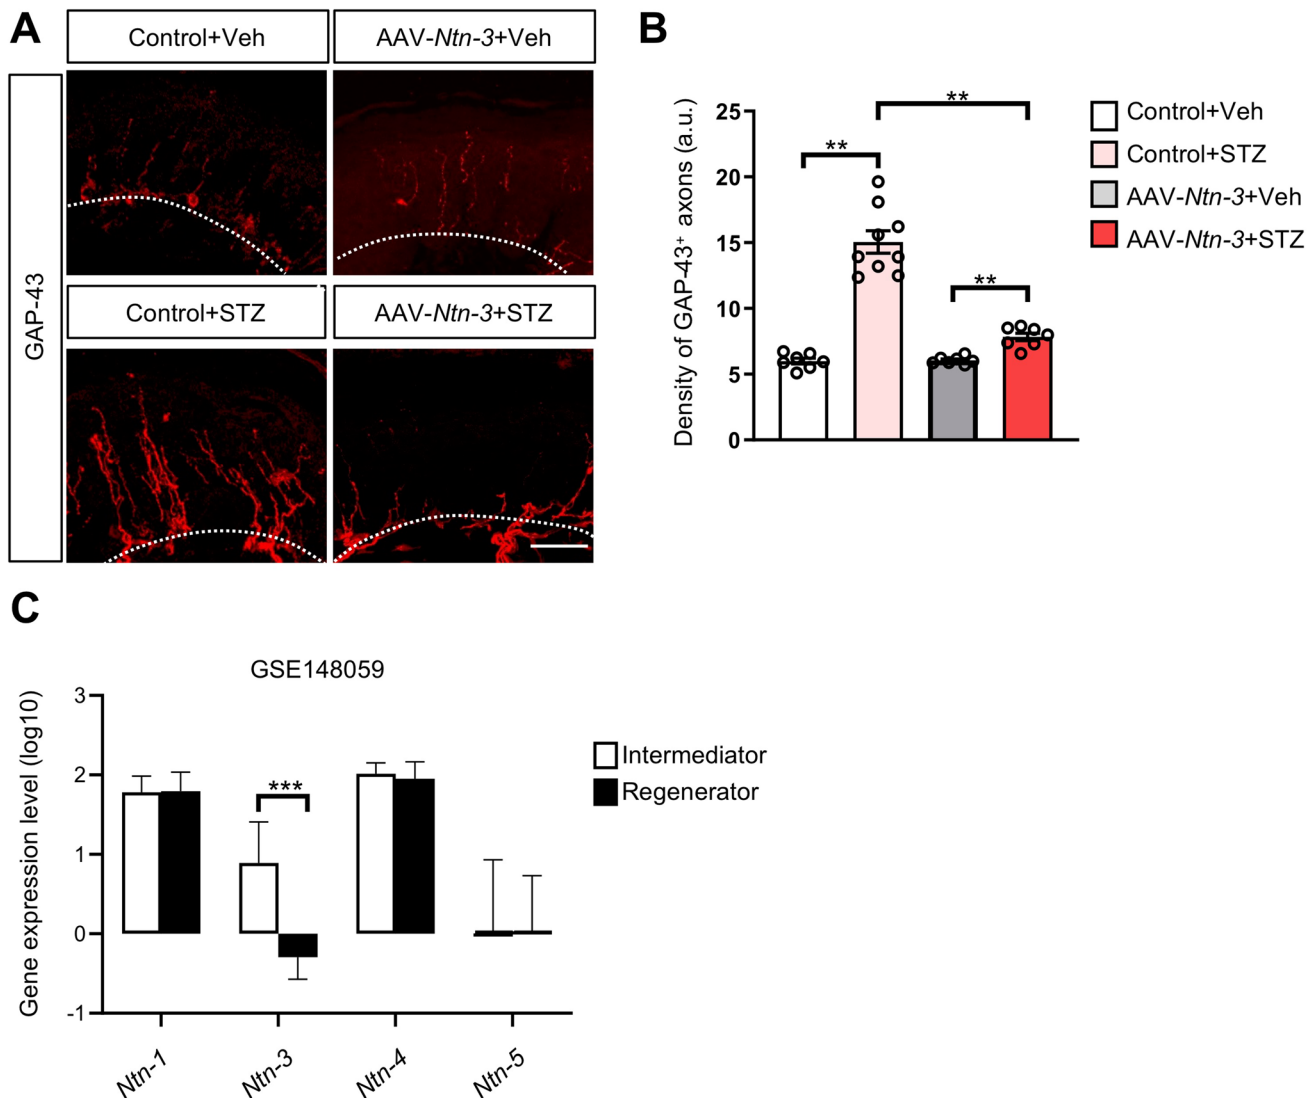 A
Control+Veh
AAV-Ntn-3+Veh
GAP-43
Control+STZ
AAV-Ntn-3+STZ
B
Density of GAP-43⁺ axons (a.u.)
25
20
15
10
5
0
**
**
**
Control+Veh
Control+STZ
AAV-Ntn-3+Veh
AAV-Ntn-3+STZ
C
GSE148059
Gene expression level (log10)
3
2
1
0
-1
***
Ntn-1
Ntn-3
Ntn-4
Ntn-5
Intermediator
Regenerator